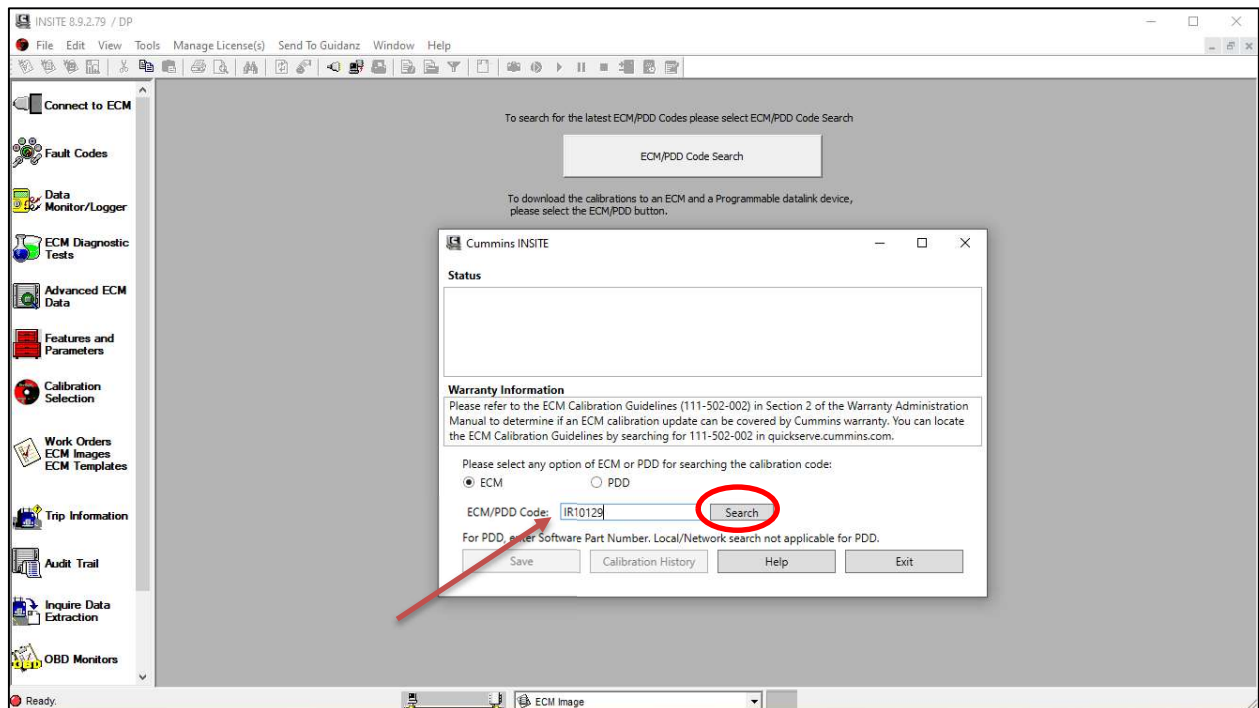 INSITE 8.9.2.79 / DP
File Edit View Tools Manage License(s) Send To Guidanz Window Help
Connect to ECM
Fault Codes
Data
Monitor/Logger
ECM Diagnostic
Tests
Advanced ECM
Data
Features and
Parameters
Calibration
Selection
Work Orders
ECM Images
ECM Templates
Trip Information
Audit Trail
Inquire Data
Extraction
OBD Monitors
To search for the latest ECM/PDD Codes please select ECM/PDD Code Search
ECM/PDD Code Search
To download the calibrations to an ECM and a Programmable datalink device,
please select the ECM/PDD button.
Cummins INSITE
Status
Warranty Information
Please refer to the ECM Calibration Guidelines (111-502-002) in Section 2 of the Warranty Administration
Manual to determine if an ECM calibration update can be covered by Cummins warranty. You can locate
the ECM Calibration Guidelines by searching for 111-502-002 in quickserve.cummins.com.
Please select any option of ECM or PDD for searching the calibration code:
ECM PDD
ECM/PDD Code: IR10129 Search
For PDD, enter Software Part Number. Local/Network search not applicable for PDD.
Save Calibration History Help Exit
Ready. ECM Image